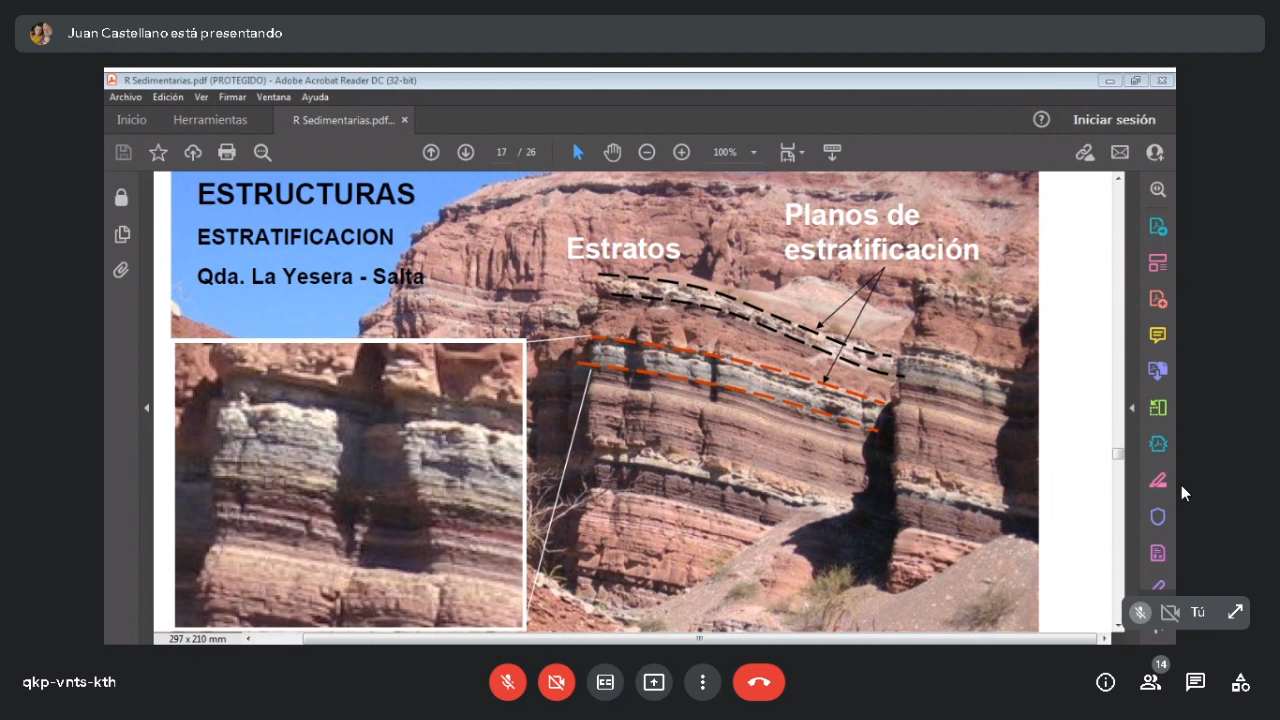 Juan Castellano está presentando
R Sedimentarias.pdf (PROTEGIDO) - Adobe Acrobat Reader DC (32-bit)
Archivo Edición Ver Firmar Ventana Ayuda
Inicio Herramientas R Sedimentarias.pdf... × Iniciar sesión
17 / 26 100%
ESTRUCTURAS
ESTRATIFICACION
Qda. La Yesera - Salta
Estratos
Planos de
estratificación
297 x 210 mm
Tú
qkp-vnts-kth
14